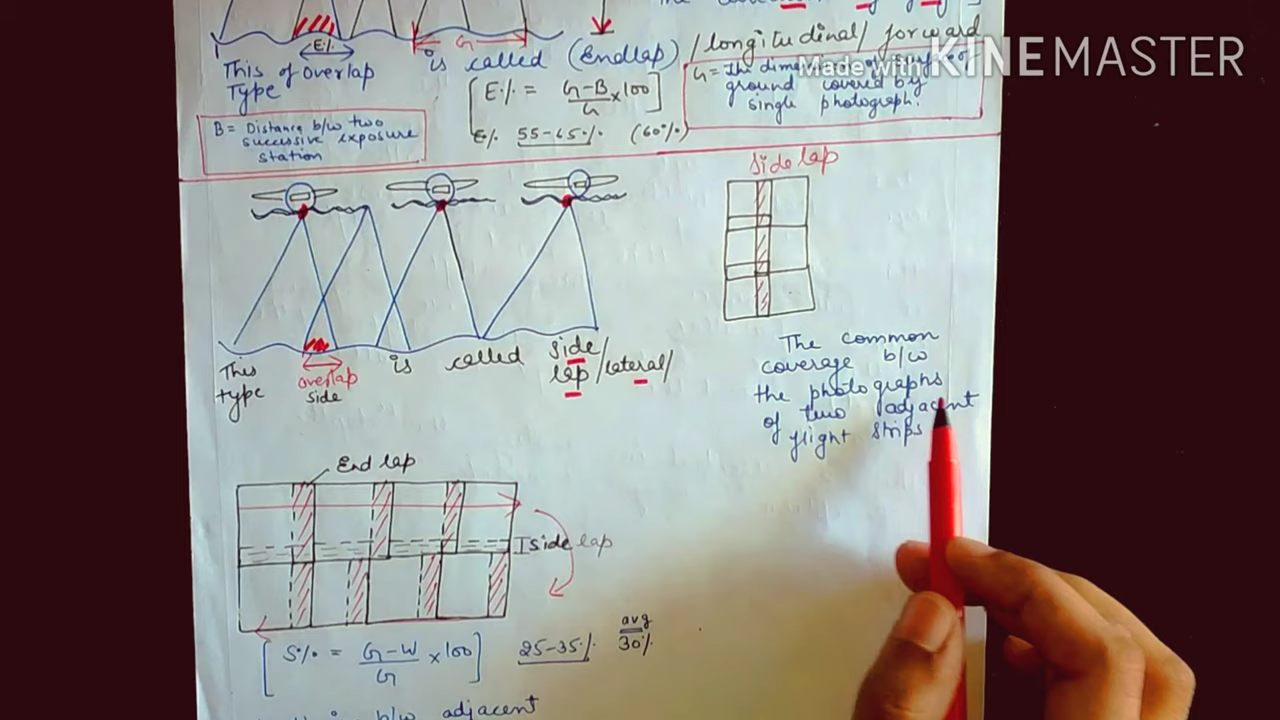 E%
G
This of overlap is called (Endlap) / longitudinal / forward
Type
[E% = G-B/G × 100]
E% 55-65% (60%)
G = The dimension of
ground covered by
single photograph.
Made with KINEMASTER
B = Distance b/w two
successive exposure
station
Side lap
This overlap is called side/
type side lap/lateral/
The common
coverage b/w
the photographs
of two adjacent
flight strips
End lap
Side lap
[S% = G-W/G × 100] 25-35% avg 30%
b/w adjacent